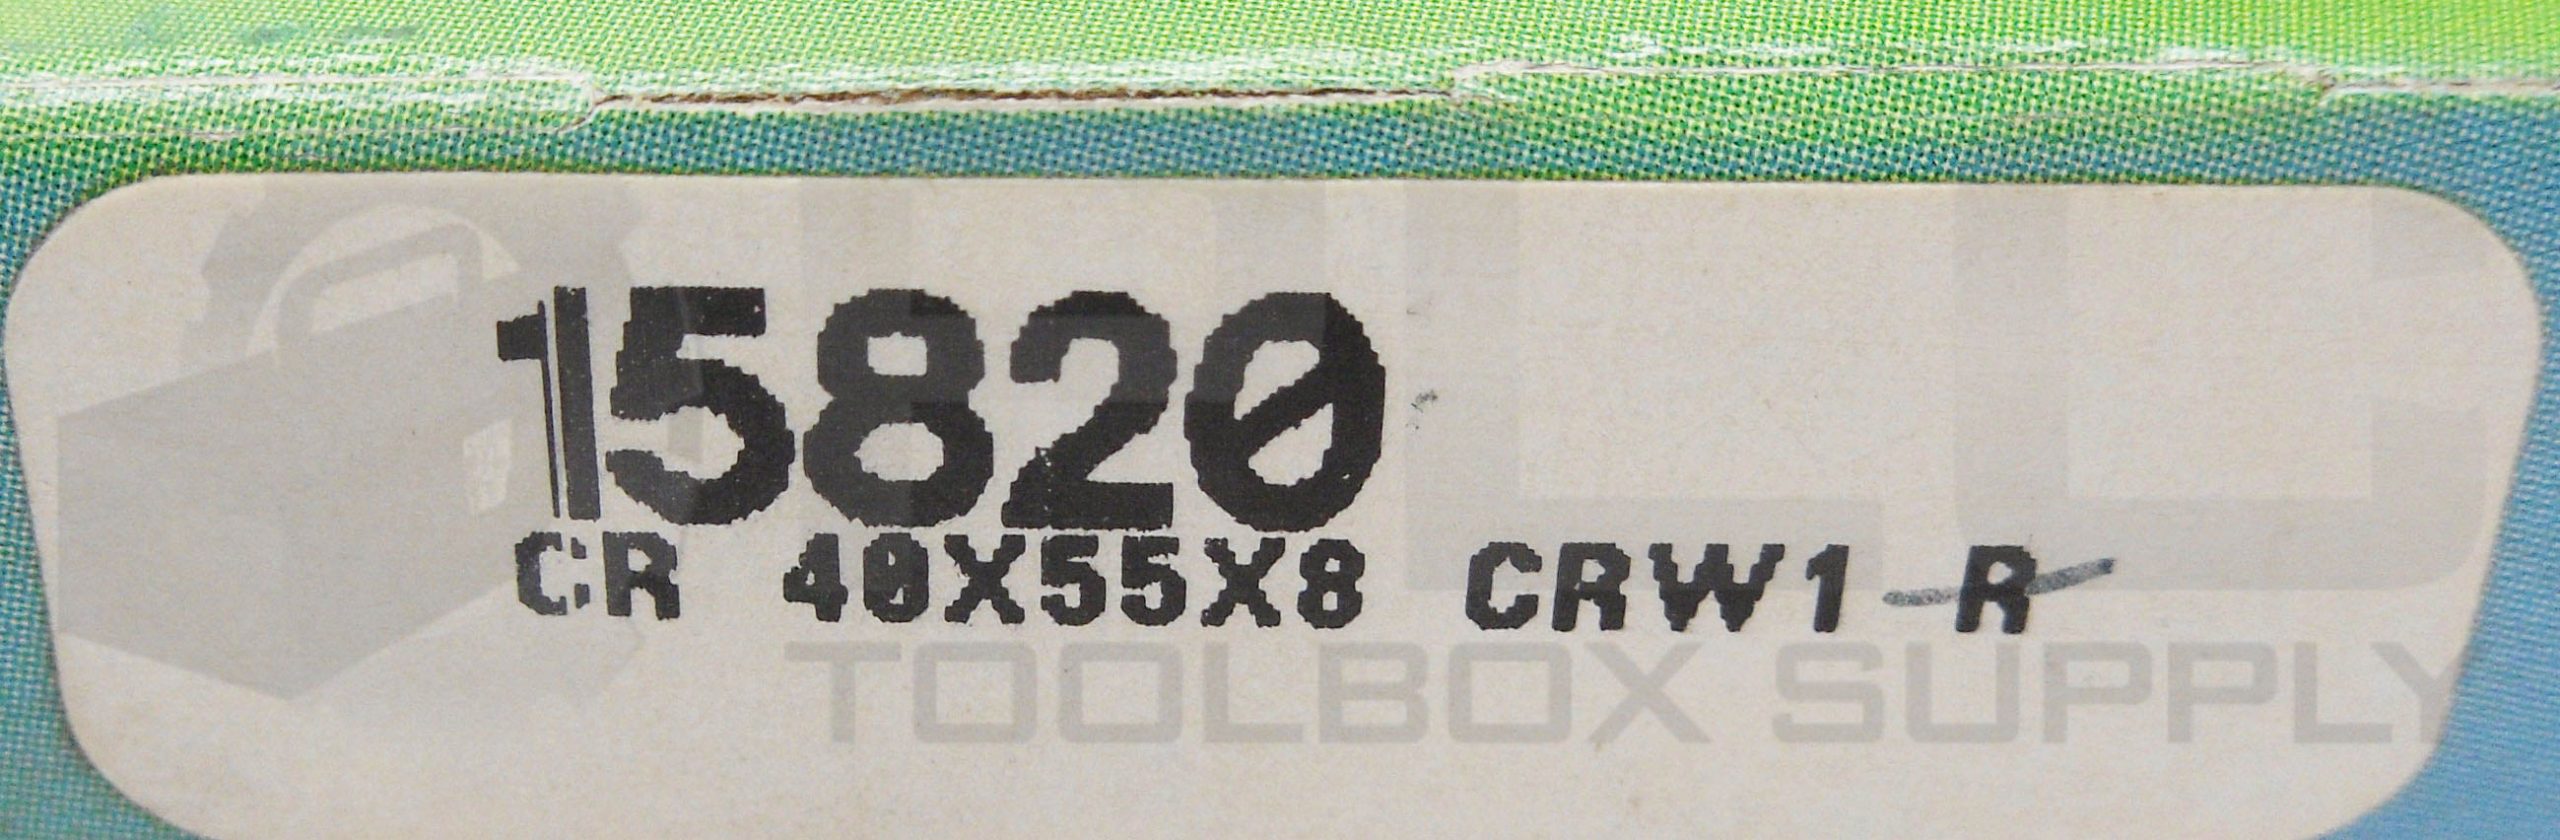 15820
CR 40X55X8 CRW1 R
TOOLBOX SUPPLY